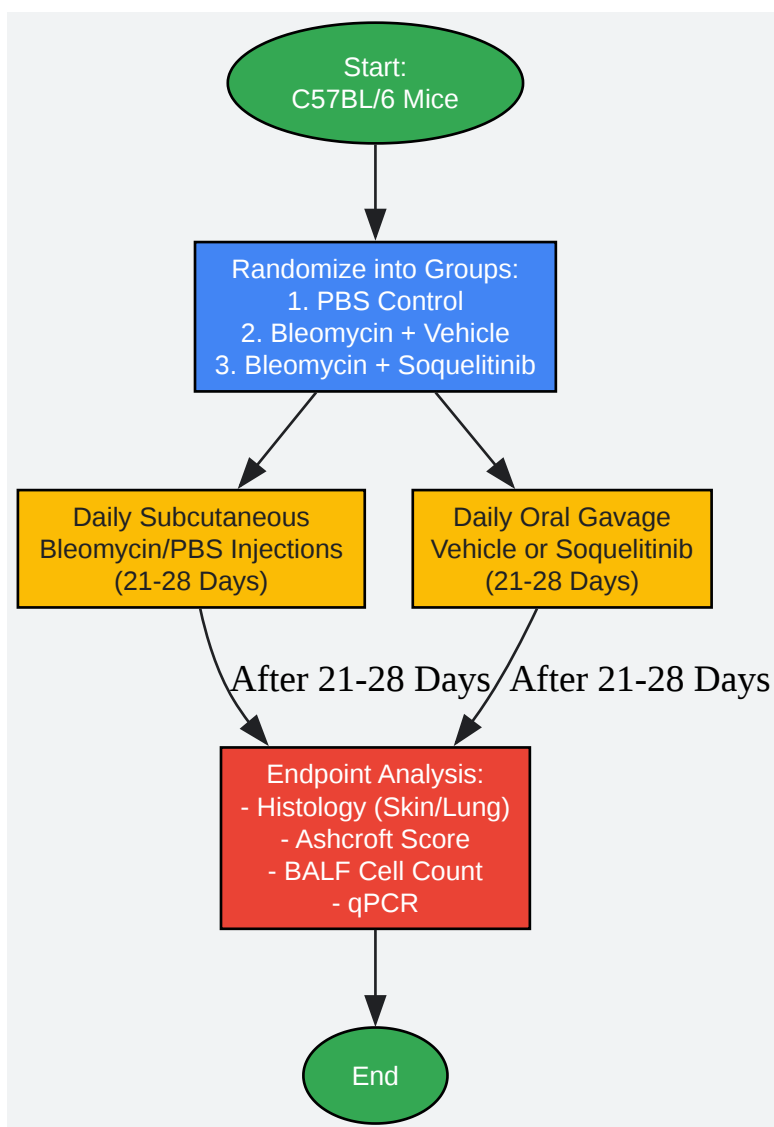 Start:
C57BL/6 Mice
Randomize into Groups:
1. PBS Control
2. Bleomycin + Vehicle
3. Bleomycin + Soquelitinib
Daily Subcutaneous
Bleomycin/PBS Injections
(21-28 Days)
Daily Oral Gavage
Vehicle or Soquelitinib
(21-28 Days)
After 21-28 Days
After 21-28 Days
Endpoint Analysis:
- Histology (Skin/Lung)
- Ashcroft Score
- BALF Cell Count
- qPCR
End